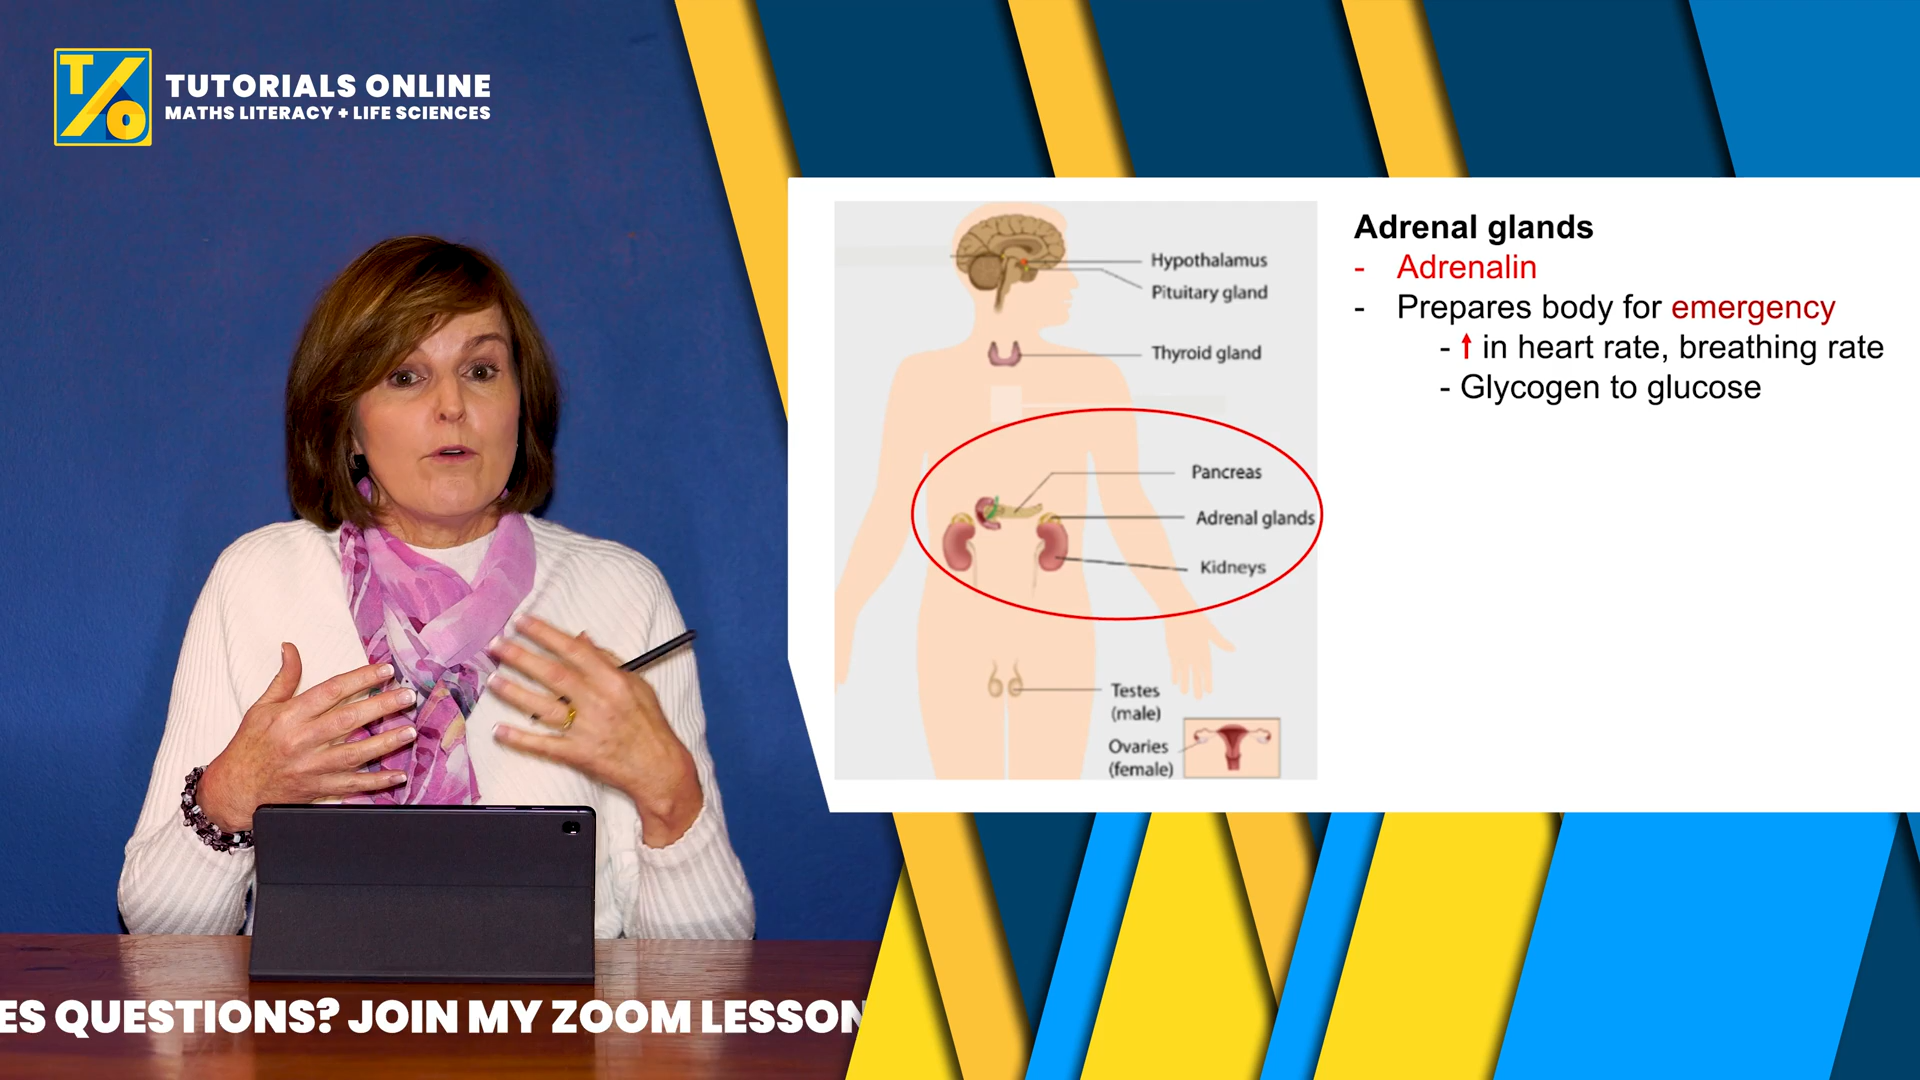 T/O
TUTORIALS ONLINE
MATHS LITERACY + LIFE SCIENCES
Hypothalamus
Pituitary gland
Thyroid gland
Pancreas
Adrenal glands
Kidneys
Testes
(male)
Ovaries
(female)
Adrenal glands
- Adrenalin
- Prepares body for emergency
- ↑ in heart rate, breathing rate
- Glycogen to glucose
ES QUESTIONS? JOIN MY ZOOM LESSON